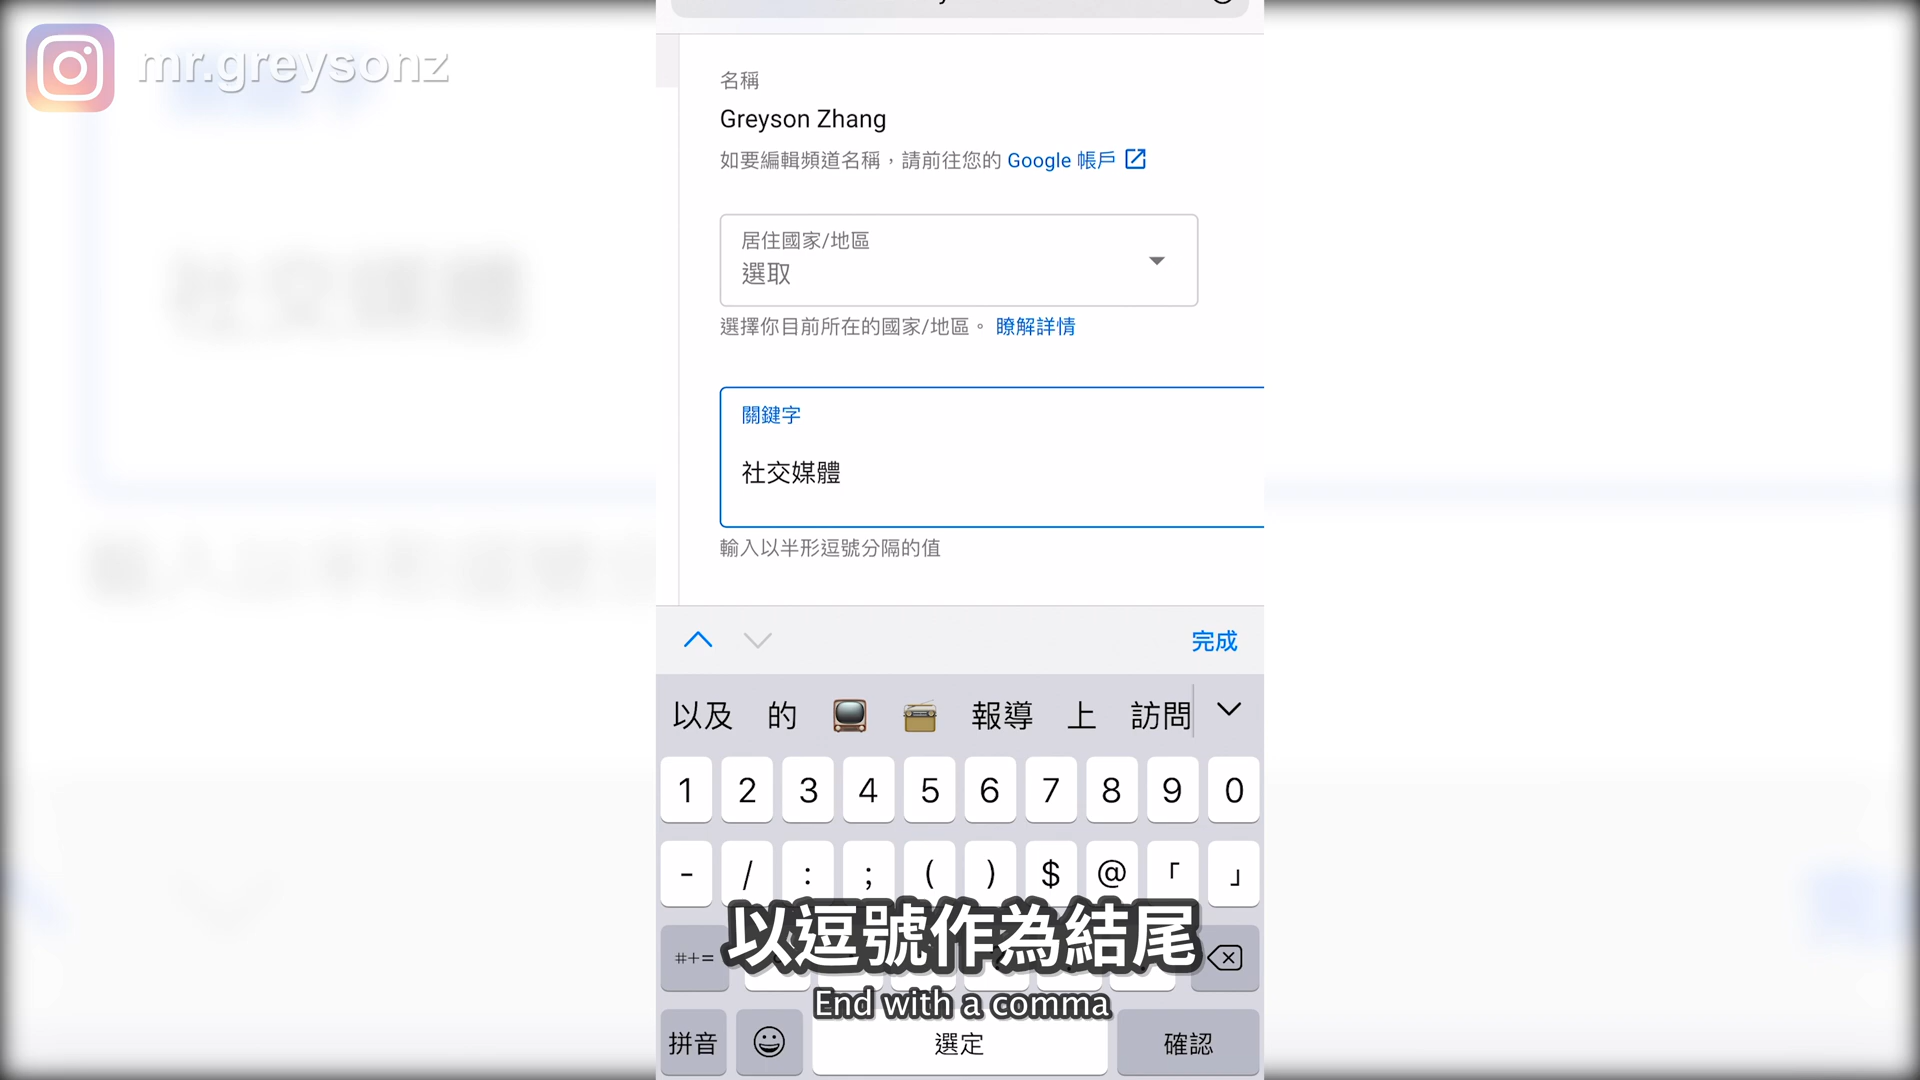 mr.greysonz
名稱
Greyson Zhang
如要編輯頻道名稱，請前往您的 Google 帳戶
居住國家/地區
選取
選擇你目前所在的國家/地區。 瞭解詳情
關鍵字
社交媒體
輸入以半形逗號分隔的值
完成
以及 的 報導 上 訪問
1 2 3 4 5 6 7 8 9 0
- / : ; ( ) $ @ 「 」
#+=
以逗號作為結尾
End with a comma
拼音 選定 確認
社交媒體